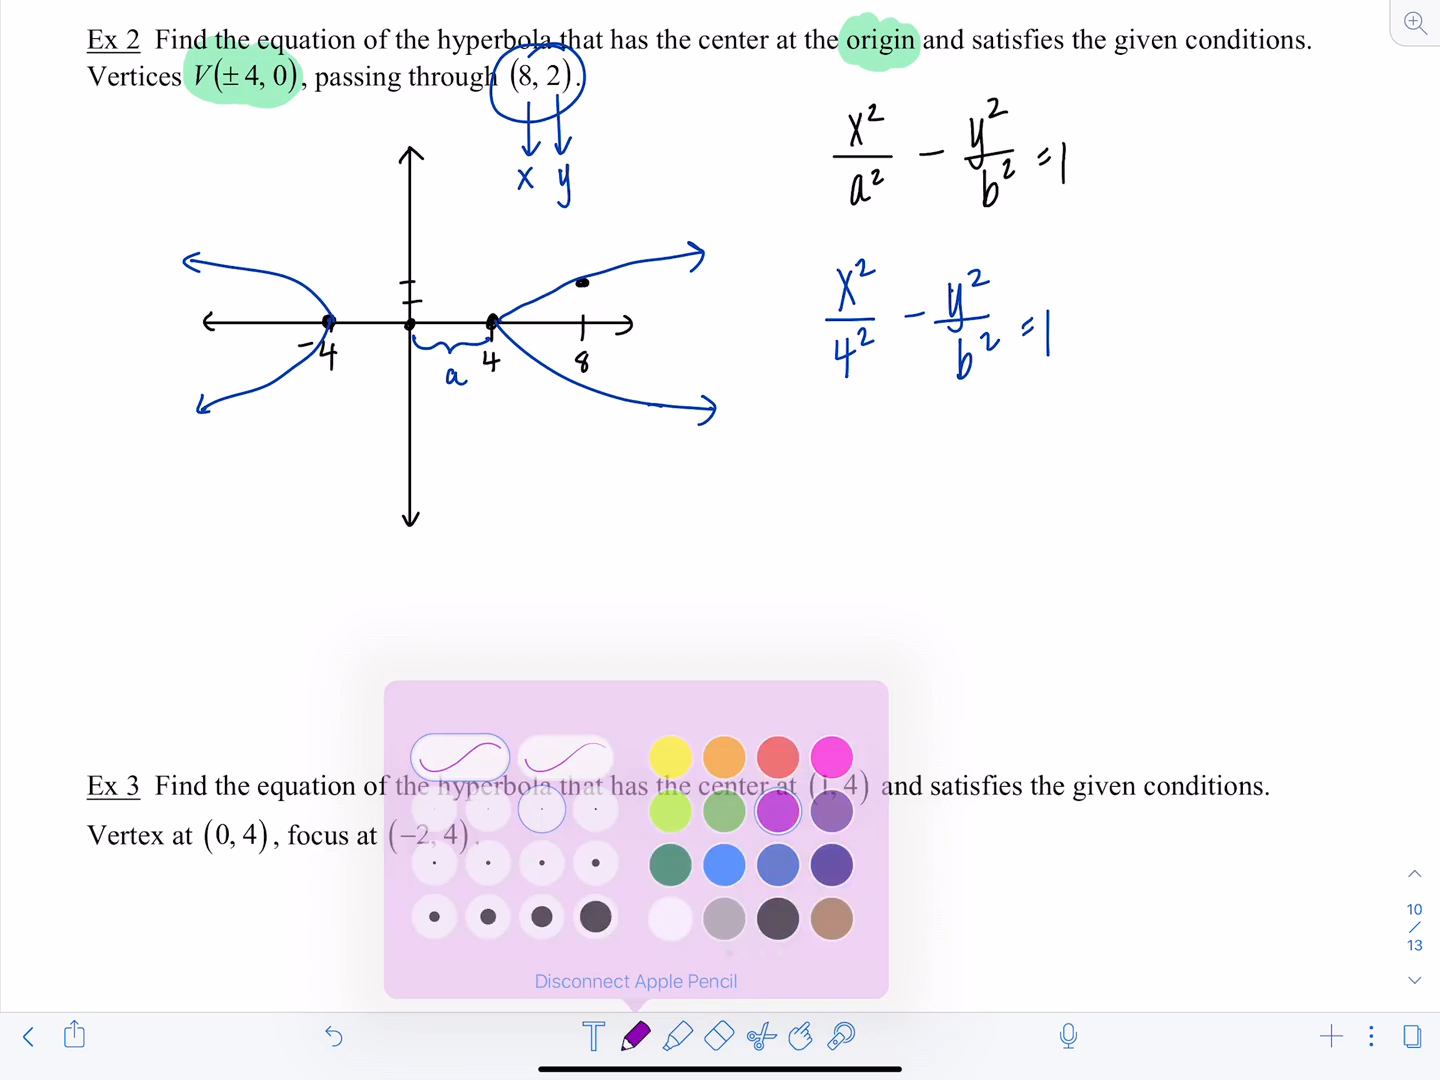 Ex 2 Find the equation of the hyperbola that has the center at the origin and satisfies the given conditions.
Vertices V(± 4, 0), passing through (8, 2).
x y
x²/a² − y²/b² = 1
x²/4² − y²/b² = 1
−4 4 8
a
Ex 3 Find the equation of the hyperbola that has the center at (1, 4) and satisfies the given conditions.
Vertex at (0, 4), focus at (−2, 4).
10
/
13
Disconnect Apple Pencil
T